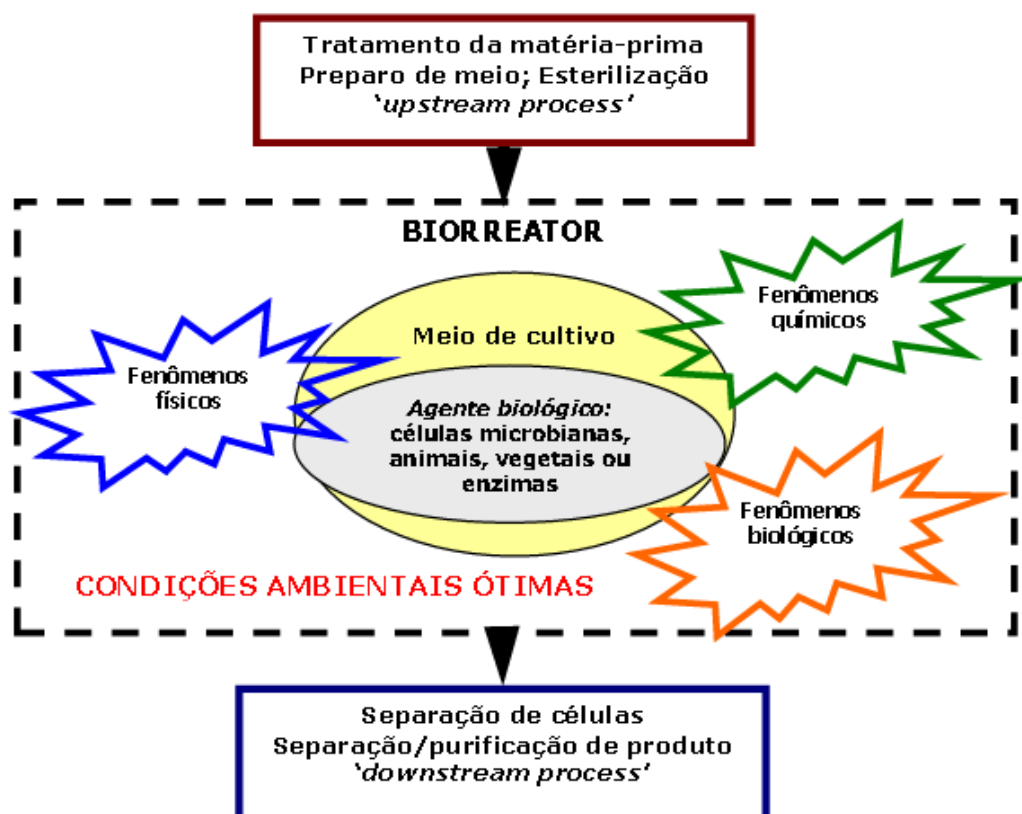 Tratamento da matéria-prima
Preparo de meio; Esterilização
‘upstream process’
BIORREATOR
Fenômenos
químicos
Meio de cultivo
Fenômenos
físicos
Agente biológico:
células microbianas,
animais, vegetais ou
enzimas
Fenômenos
biológicos
CONDIÇÕES AMBIENTAIS ÓTIMAS
Separação de células
Separação/purificação de produto
‘downstream process’